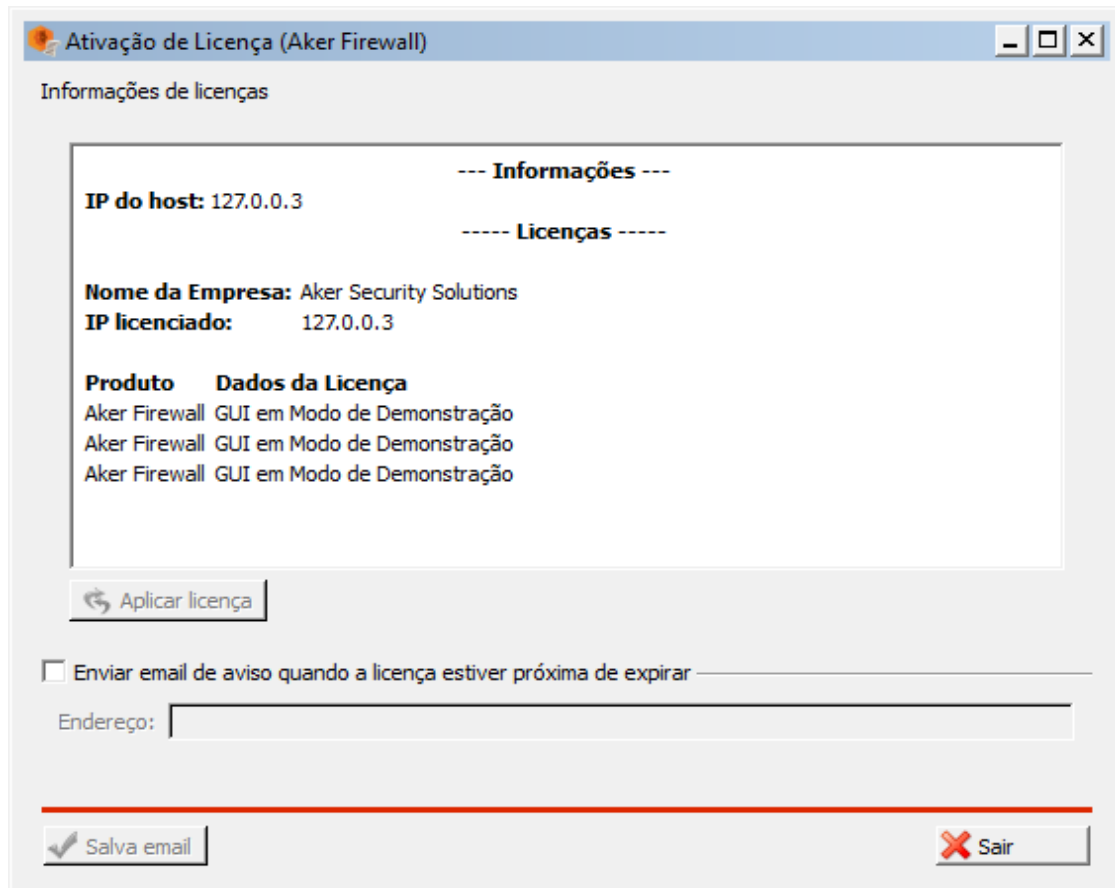 Ativação de Licença (Aker Firewall)
Informações de licenças
--- Informações ---
IP do host: 127.0.0.3
----- Licenças -----
Nome da Empresa: Aker Security Solutions
IP licenciado: 127.0.0.3
Produto Dados da Licença
Aker Firewall GUI em Modo de Demonstração
Aker Firewall GUI em Modo de Demonstração
Aker Firewall GUI em Modo de Demonstração
Aplicar licença
Enviar email de aviso quando a licença estiver próxima de expirar
Endereço:
Salva email Sair